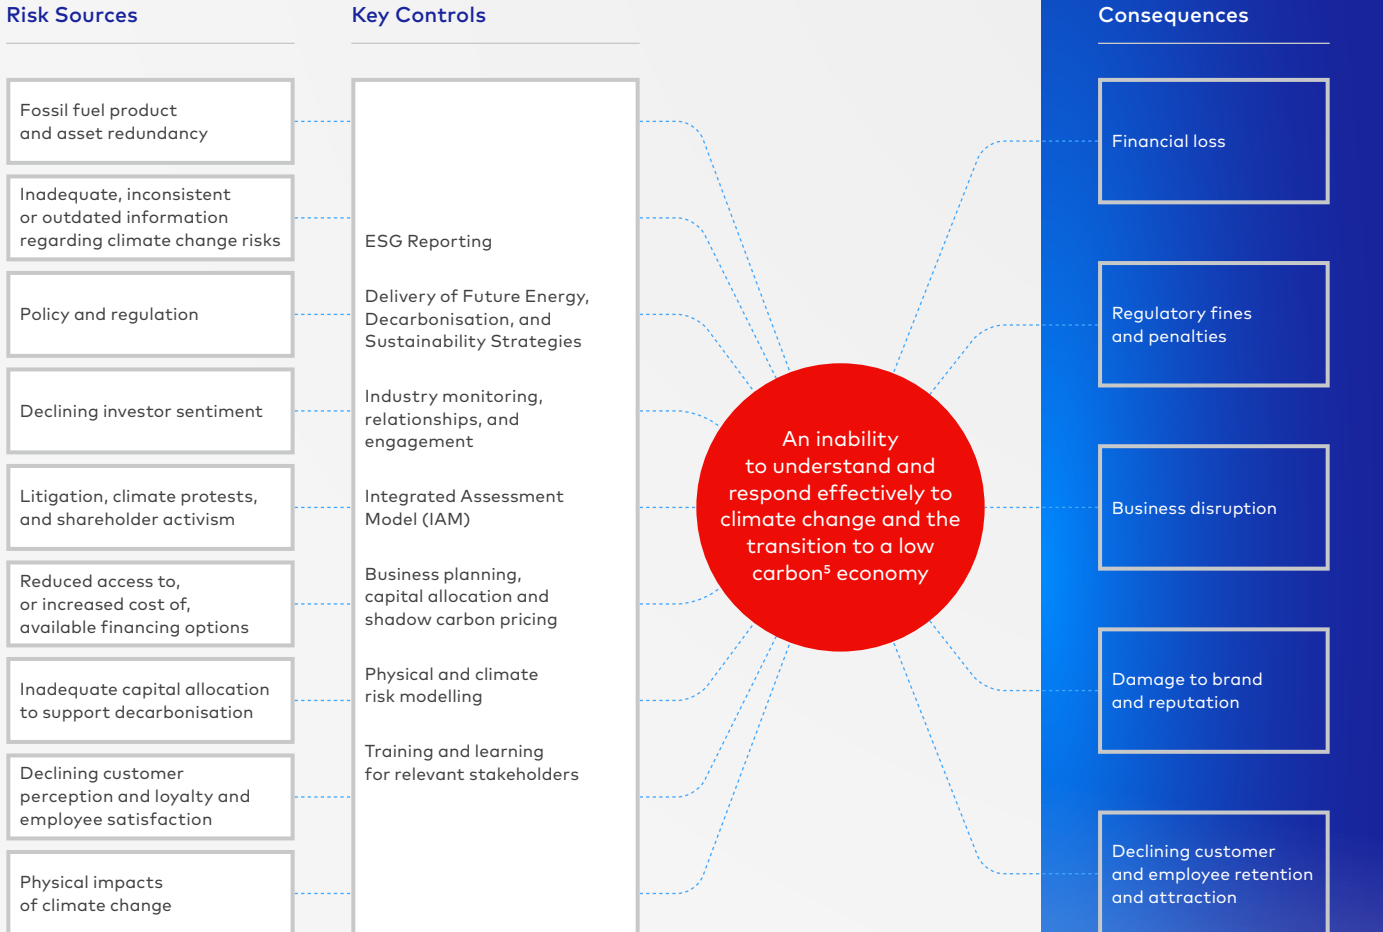 Risk Sources
Fossil fuel product
and asset redundancy
Inadequate, inconsistent
or outdated information
regarding climate change risks
Policy and regulation
Declining investor sentiment
Litigation, climate protests,
and shareholder activism
Reduced access to,
or increased cost of,
available financing options
Inadequate capital allocation
to support decarbonisation
Declining customer
perception and loyalty and
employee satisfaction
Physical impacts
of climate change
Key Controls
ESG Reporting
Delivery of Future Energy,
Decarbonisation, and
Sustainability Strategies
Industry monitoring,
relationships, and
engagement
Integrated Assessment
Model (IAM)
Business planning,
capital allocation and
shadow carbon pricing
Physical and climate
risk modelling
Training and learning
for relevant stakeholders
An inability
to understand and
respond effectively to
climate change and the
transition to a low
carbon⁵ economy
Consequences
Financial loss
Regulatory fines
and penalties
Business disruption
Damage to brand
and reputation
Declining customer
and employee retention
and attraction